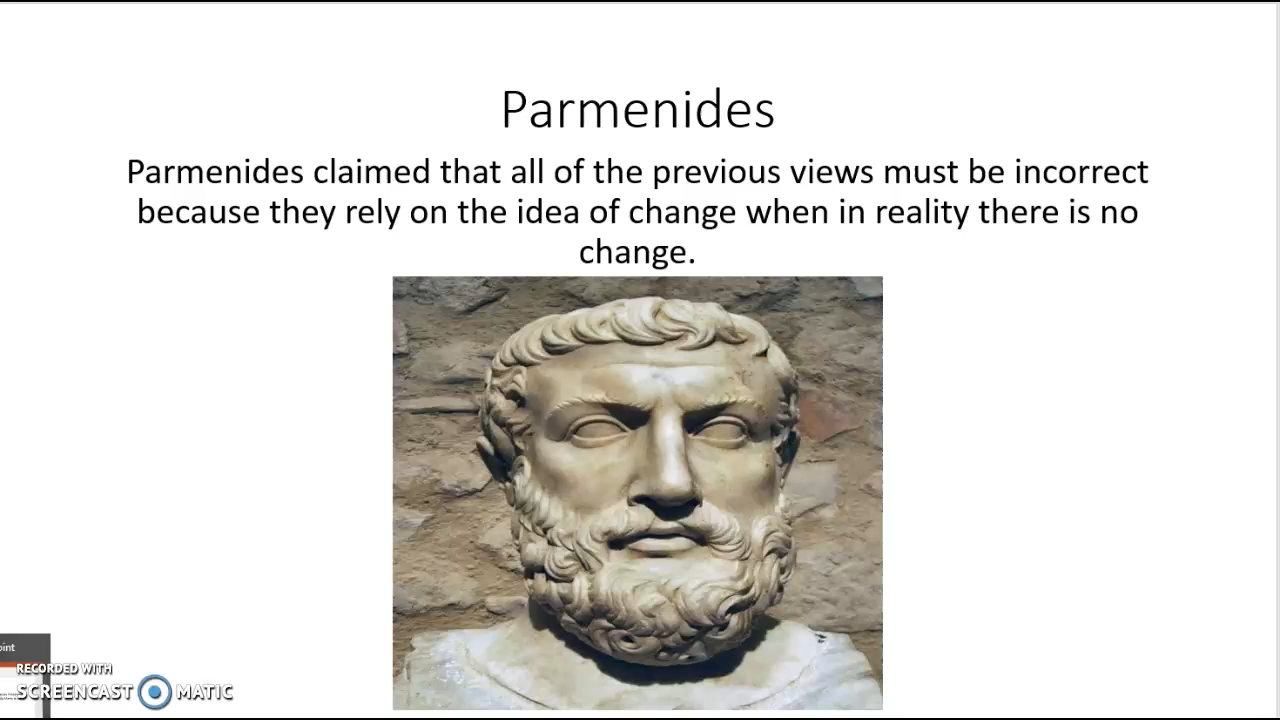 Parmenides
Parmenides claimed that all of the previous views must be incorrect
because they rely on the idea of change when in reality there is no
change.
oint
RECORDED WITH
SCREENCAST MATIC